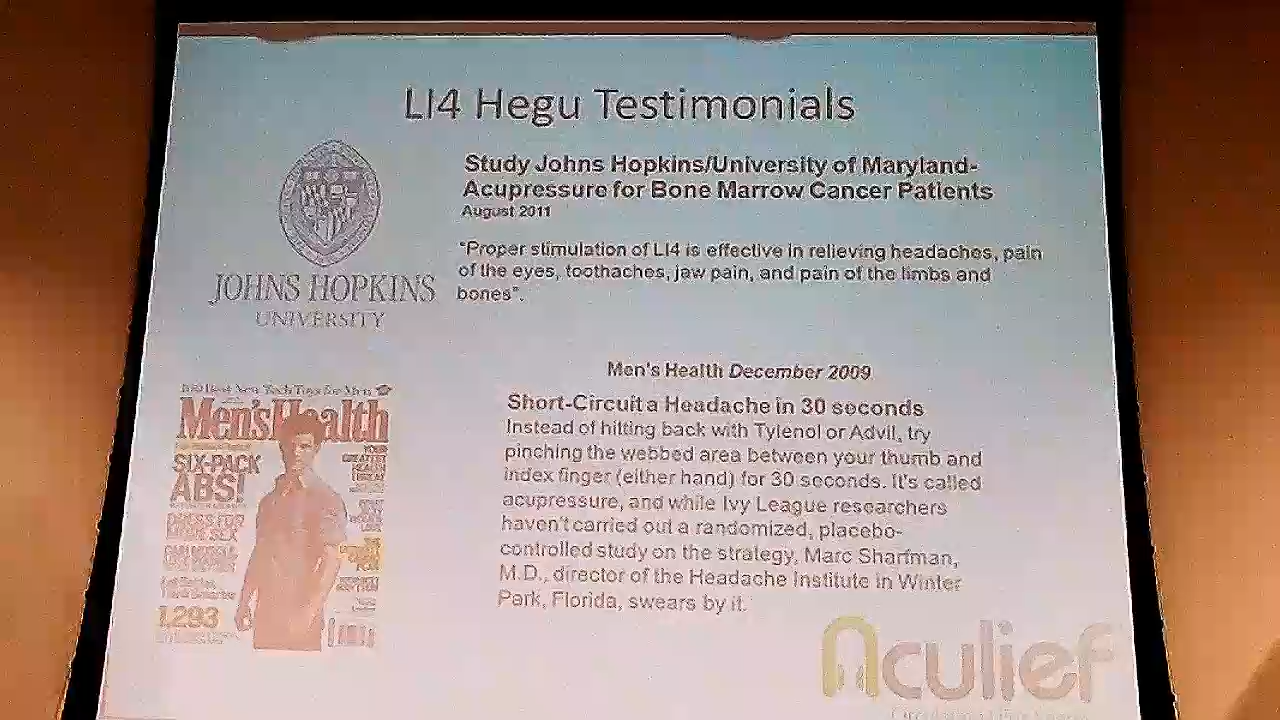 LI4 Hegu Testimonials
Study Johns Hopkins/University of Maryland-
Acupressure for Bone Marrow Cancer Patients
August 2011
"Proper stimulation of LI4 is effective in relieving headaches, pain
of the eyes, toothaches, jaw pain, and pain of the limbs and
bones".
JOHNS HOPKINS
UNIVERSITY
Men's Health December 2009
Short-Circuit a Headache in 30 seconds
Instead of hitting back with Tylenol or Advil, try
pinching the webbed area between your thumb and
index finger (either hand) for 30 seconds. It's called
acupressure, and while Ivy League researchers
haven't carried out a randomized, placebo-
controlled study on the strategy, Marc Sharfman,
M.D., director of the Headache Institute in Winter
Park, Florida, swears by it.
Men'sHealth
SIX-PACK
ABS!
1,293
Aculief